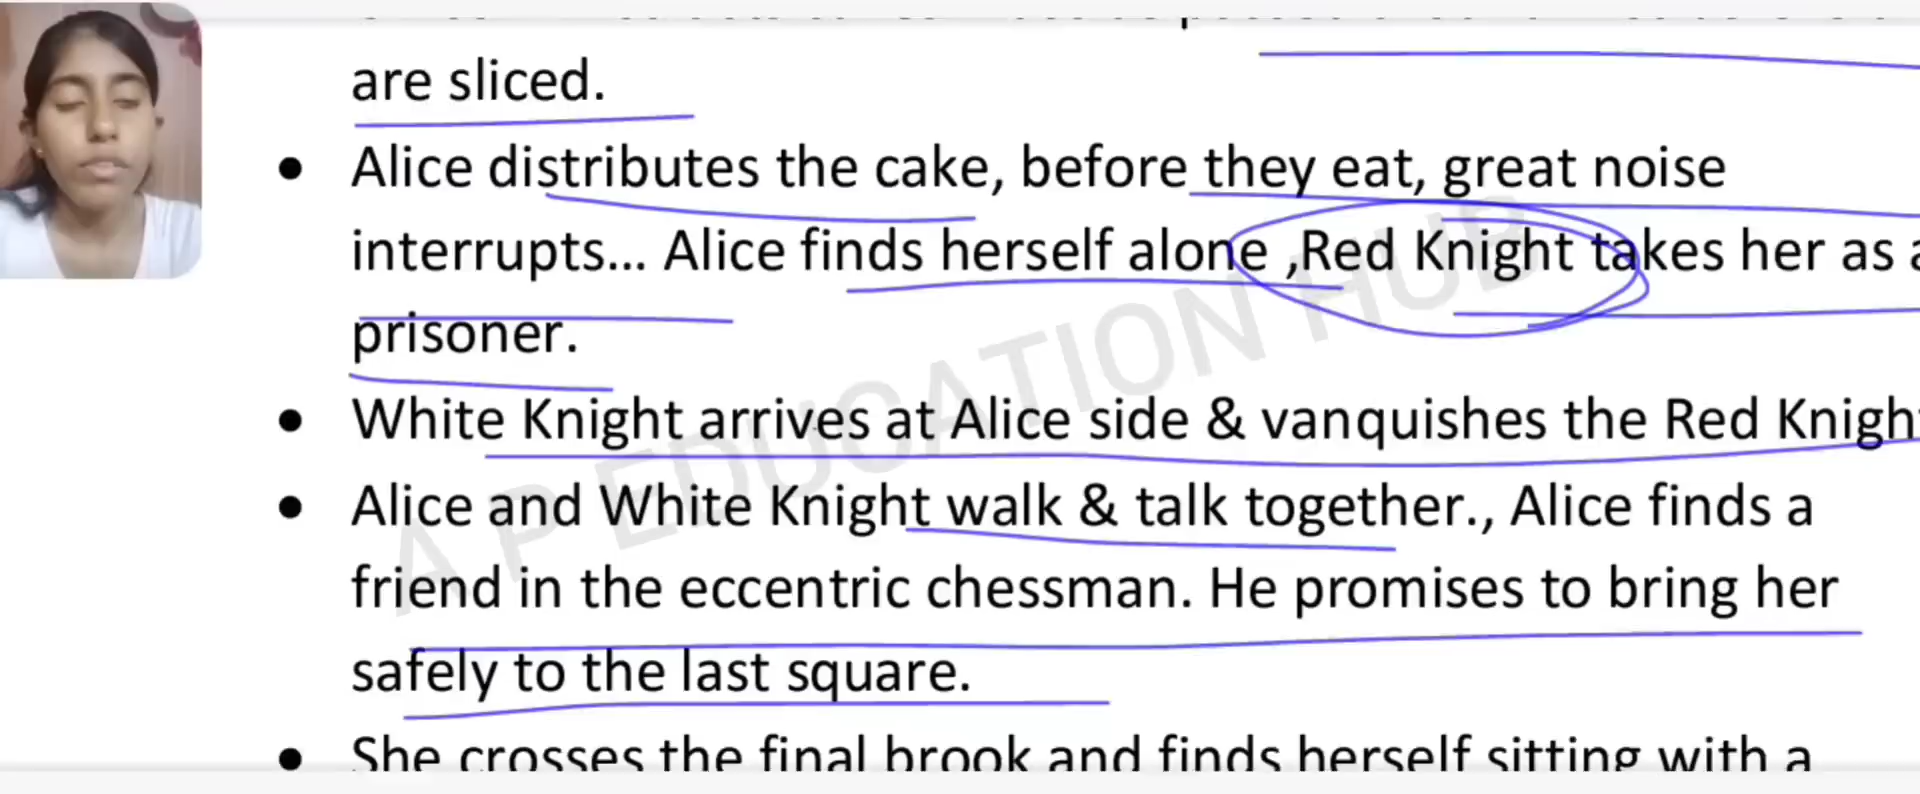 are sliced.
• Alice distributes the cake, before they eat, great noise
interrupts... Alice finds herself alone ,Red Knight takes her as a
prisoner.
• White Knight arrives at Alice side & vanquishes the Red Knight
• Alice and White Knight walk & talk together., Alice finds a
friend in the eccentric chessman. He promises to bring her
safely to the last square.
• She crosses the final brook and finds herself sitting with a
A P EDUCATION HUB